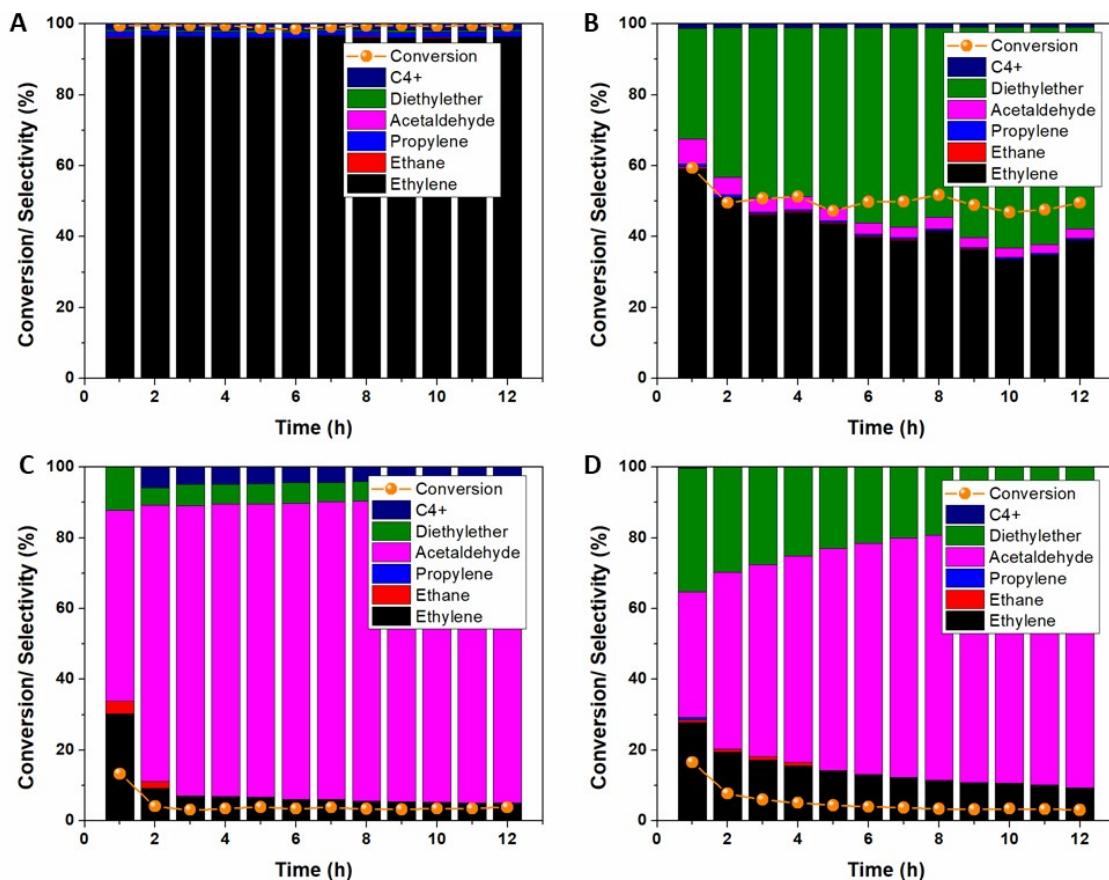 A
Conversion/ Selectivity (%)
100
80
60
40
20
0
Conversion
C4+
Diethylether
Acetaldehyde
Propylene
Ethane
Ethylene
0 2 4 6 8 10 12
Time (h)
B
Conversion/ Selectivity (%)
100
80
60
40
20
0
Conversion
C4+
Diethylether
Acetaldehyde
Propylene
Ethane
Ethylene
0 2 4 6 8 10 12
Time (h)
C
Conversion/ Selectivity (%)
100
80
60
40
20
0
Conversion
C4+
Diethylether
Acetaldehyde
Propylene
Ethane
Ethylene
0 2 4 6 8 10 12
Time (h)
D
Conversion/ Selectivity (%)
100
80
60
40
20
0
Conversion
C4+
Diethylether
Acetaldehyde
Propylene
Ethane
Ethylene
0 2 4 6 8 10 12
Time (h)